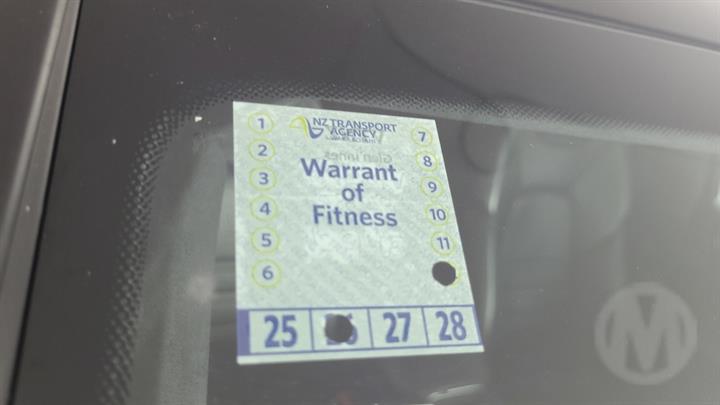 1
NZ TRANSPORT
AGENCY
7
2
8
Warrant
3
9
of
4
10
Fitness
5
11
6
25 27 28
M